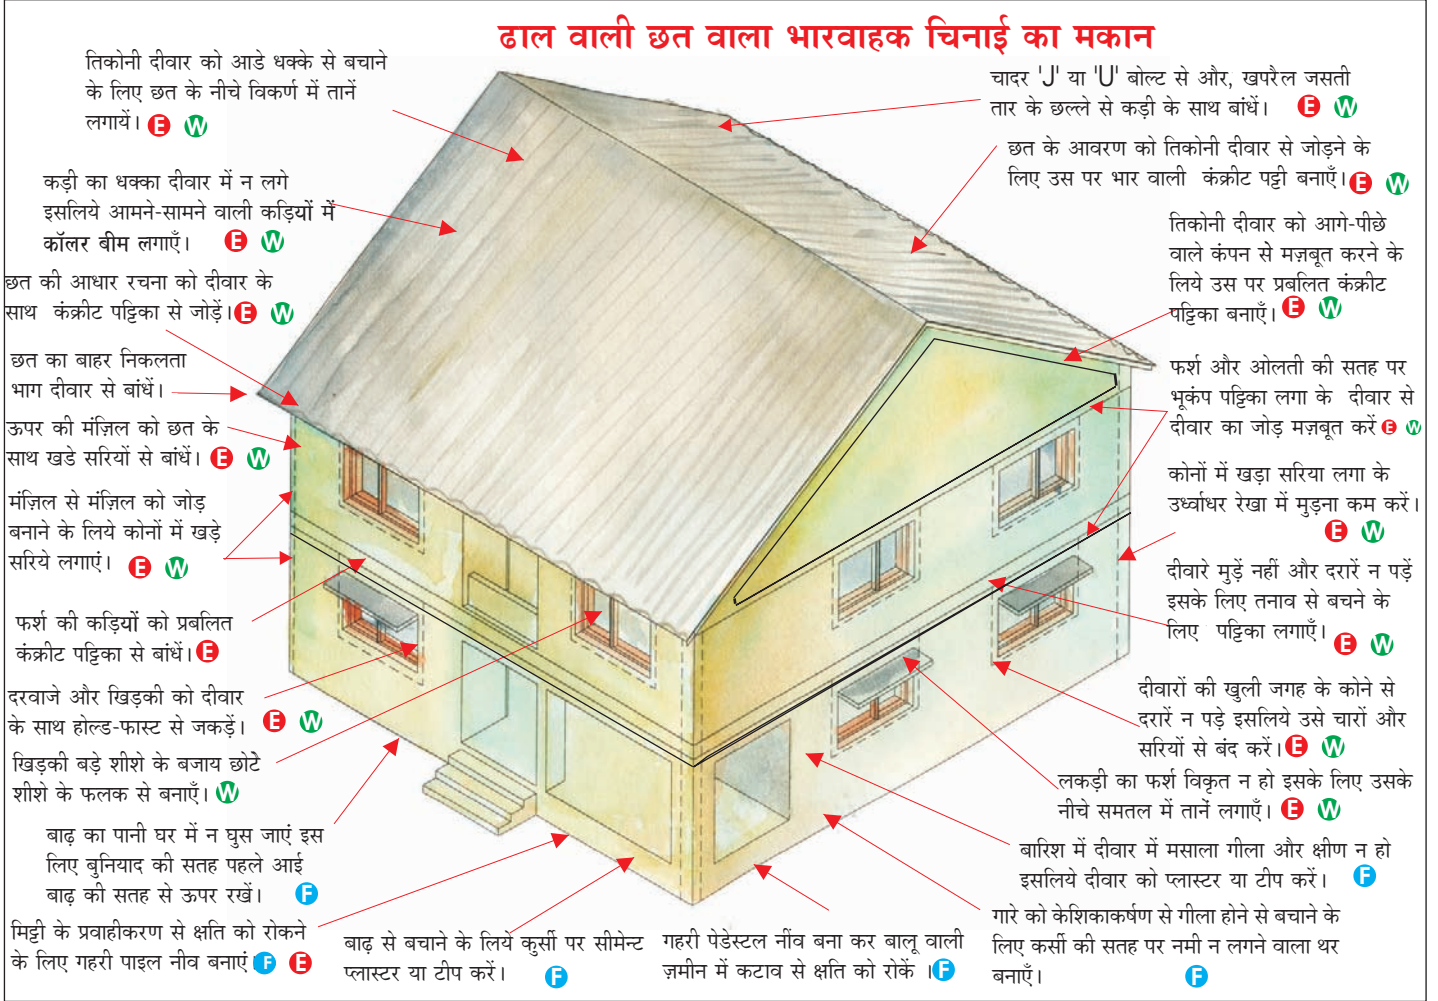 ढाल वाली छत वाला भारवाहक चिनाई का मकान
तिकोनी दीवार को आडे धक्के से बचाने
के लिए छत के नीचे विकर्ण में तानें
लगायें। E W
कड़ी का धक्का दीवार में न लगे
इसलिये आमने-सामने वाली कड़ियों में
कॉलर बीम लगाएँ। E W
छत की आधार रचना को दीवार के
साथ कंक्रीट पट्टिका से जोड़ें। E W
छत का बाहर निकलता
भाग दीवार से बांधें।
ऊपर की मंज़िल को छत के
साथ खडे सरियों से बांधें। E W
मंज़िल से मंज़िल को जोड़
बनाने के लिये कोनों में खड़े
सरिये लगाएं। E W
फर्श की कड़ियों को प्रबलित
कंक्रीट पट्टिका से बांधें। E
दरवाजे और खिड़की को दीवार
के साथ होल्ड-फास्ट से जकड़ें। E W
खिड़की बड़े शीशे के बजाय छोटे
शीशे के फलक से बनाएँ। W
बाढ़ का पानी घर में न घुस जाएं इस
लिए बुनियाद की सतह पहले आई
बाढ़ की सतह से ऊपर रखें। F
मिट्टी के प्रवाहीकरण से क्षति को रोकने
के लिए गहरी पाइल नीव बनाएं F E
बाढ़ से बचाने के लिये कुर्सी पर सीमेन्ट
प्लास्टर या टीप करें। F
गहरी पेडेस्टल नींव बना कर बालू वाली
ज़मीन में कटाव से क्षति को रोकें । F
चादर 'J' या 'U' बोल्ट से और, खपरैल जसती
तार के छल्ले से कड़ी के साथ बांधें। E W
छत के आवरण को तिकोनी दीवार से जोड़ने के
लिए उस पर भार वाली कंक्रीट पट्टी बनाएँ। E W
तिकोनी दीवार को आगे-पीछे
वाले कंपन से मज़बूत करने के
लिये उस पर प्रबलित कंक्रीट
पट्टिका बनाएँ। E W
फर्श और ओलती की सतह पर
भूकंप पट्टिका लगा के दीवार से
दीवार का जोड़ मज़बूत करें E W
कोनों में खड़ा सरिया लगा के
उर्ध्वाधर रेखा में मुड़ना कम करें।
E W
दीवारे मुड़ें नहीं और दरारें न पड़ें
इसके लिए तनाव से बचने के
लिए पट्टिका लगाएँ। E W
दीवारों की खुली जगह के कोने से
दरारें न पड़े इसलिये उसे चारों और
सरियों से बंद करें। E W
लकड़ी का फर्श विकृत न हो इसके लिए उसके
नीचे समतल में तानें लगाएँ। E W
बारिश में दीवार में मसाला गीला और क्षीण न हो
इसलिये दीवार को प्लास्टर या टीप करें। F
गारे को केशिकाकर्षण से गीला होने से बचाने के
लिए कर्सी की सतह पर नमी न लगने वाला थर
बनाएँ। F